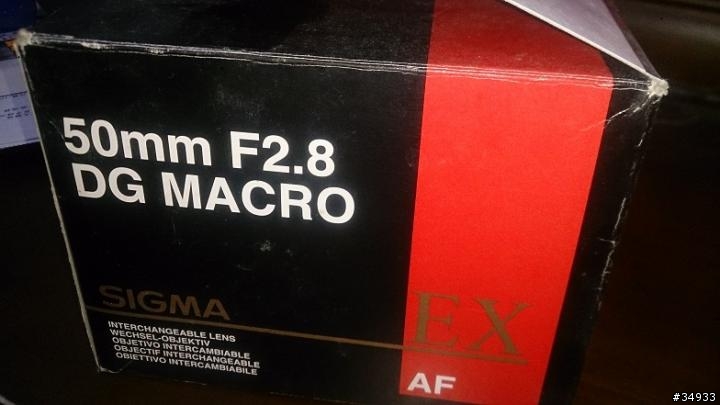 50mm F2.8
DG MACRO
SIGMA
INTERCHANGEABLE LENS
WECHSEL-OBJEKTIV
OBJETIVO INTERCAMBIABLE
OBJECTIF INTERCHANGEABLE
OBIETTIVO INTERCAMBIABILE
EX
AF
#34933